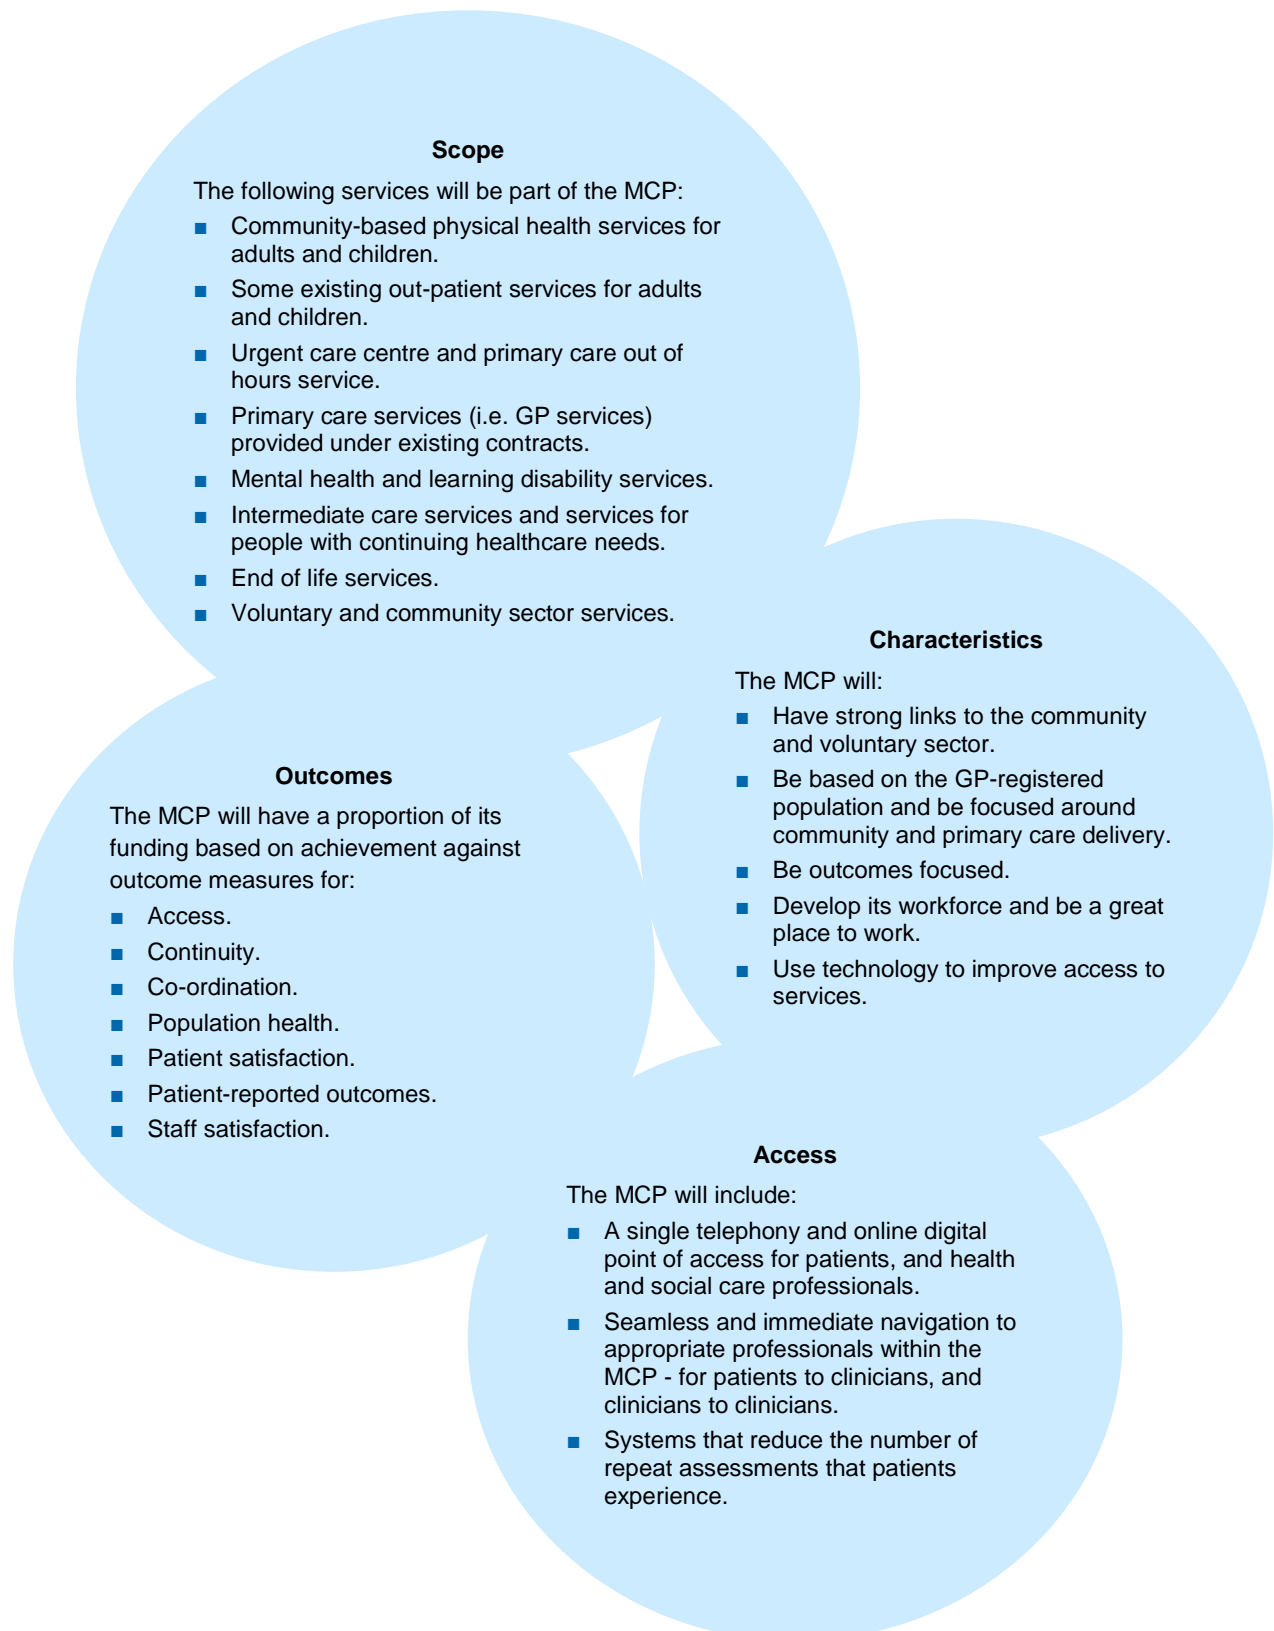 Scope
The following services will be part of the MCP:
■ Community-based physical health services for
adults and children.
■ Some existing out-patient services for adults
and children.
■ Urgent care centre and primary care out of
hours service.
■ Primary care services (i.e. GP services)
provided under existing contracts.
■ Mental health and learning disability services.
■ Intermediate care services and services for
people with continuing healthcare needs.
■ End of life services.
■ Voluntary and community sector services.
Characteristics
The MCP will:
■ Have strong links to the community
and voluntary sector.
■ Be based on the GP-registered
population and be focused around
community and primary care delivery.
■ Be outcomes focused.
■ Develop its workforce and be a great
place to work.
■ Use technology to improve access to
services.
Outcomes
The MCP will have a proportion of its
funding based on achievement against
outcome measures for:
■ Access.
■ Continuity.
■ Co-ordination.
■ Population health.
■ Patient satisfaction.
■ Patient-reported outcomes.
■ Staff satisfaction.
Access
The MCP will include:
■ A single telephony and online digital
point of access for patients, and health
and social care professionals.
■ Seamless and immediate navigation to
appropriate professionals within the
MCP - for patients to clinicians, and
clinicians to clinicians.
■ Systems that reduce the number of
repeat assessments that patients
experience.